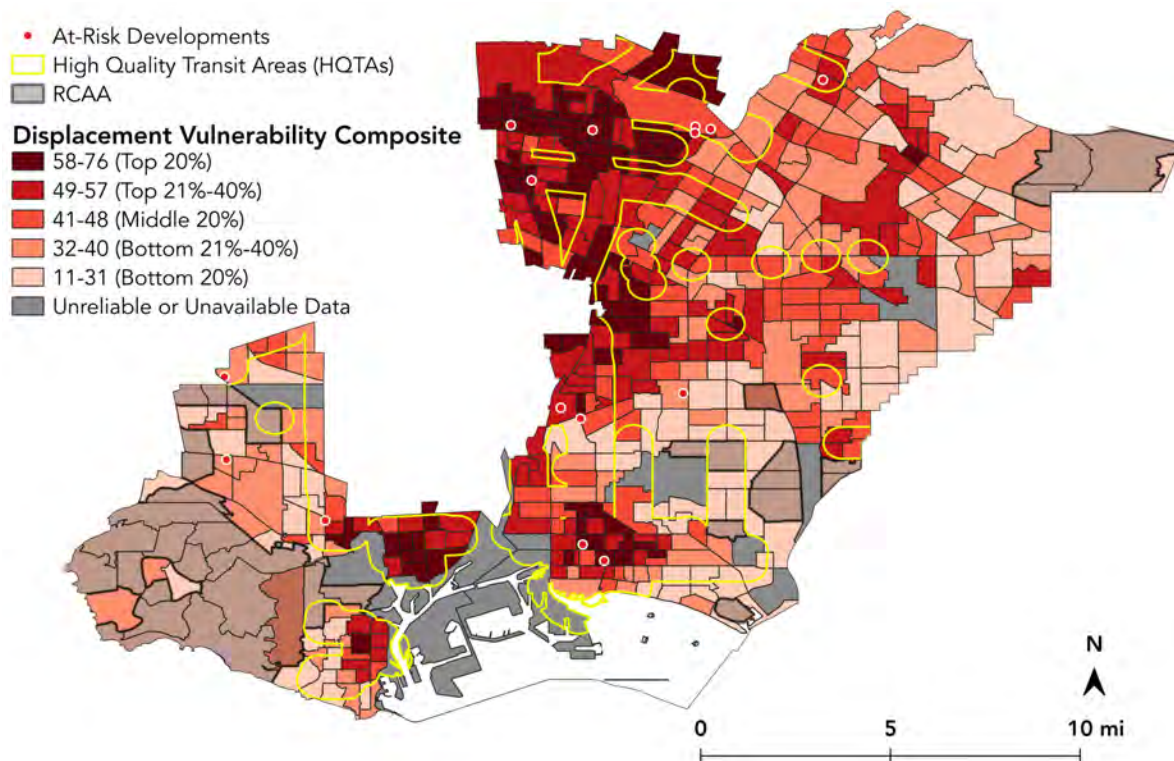 At-Risk Developments
High Quality Transit Areas (HQTAs)
RCAA
Displacement Vulnerability Composite
58-76 (Top 20%)
49-57 (Top 21%-40%)
41-48 (Middle 20%)
32-40 (Bottom 21%-40%)
11-31 (Bottom 20%)
Unreliable or Unavailable Data
N
0 5 10 mi